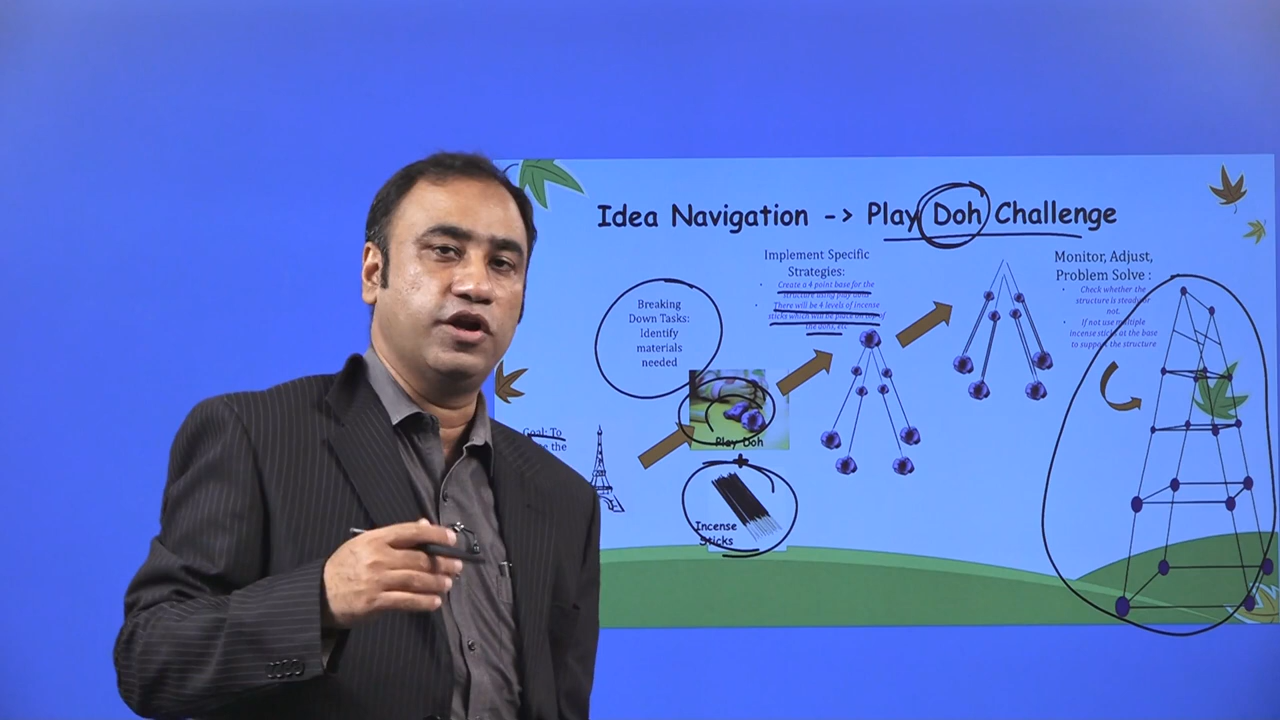 Idea Navigation -> Play Doh Challenge
Implement Specific
Strategies:
Create a 4 point base for the
structure using play dohs
There will be 4 levels of incense
sticks which will be place on top of
the dohs, etc
Monitor, Adjust,
Problem Solve :
Check whether the
structure is steady or
not.
If not use multiple
incense sticks at the base
to support the structure
Breaking
Down Tasks:
Identify
materials
needed
Goal: To
the
Play Doh
+
Incense
Sticks